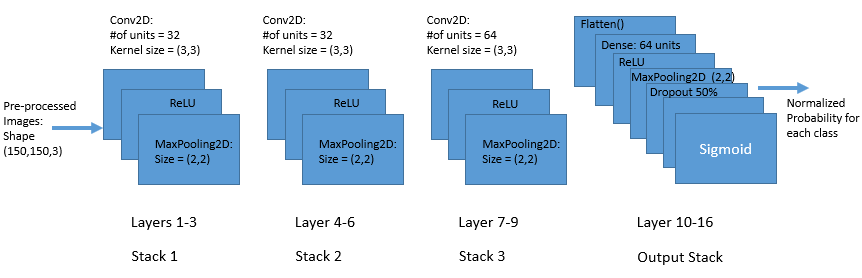 Pre-processed
Images:
Shape
(150,150,3)
Conv2D:
#of units = 32
Kernel size = (3,3)
ReLU
MaxPooling2D:
Size = (2,2)
Layers 1-3
Stack 1
Conv2D:
#of units = 32
Kernel size = (3,3)
ReLU
MaxPooling2D:
Size = (2,2)
Layer 4-6
Stack 2
Conv2D:
#of units = 64
Kernel size = (3,3)
ReLU
MaxPooling2D:
Size = (2,2)
Layer 7-9
Stack 3
Flatten()
Dense: 64 units
ReLU
MaxPooling2D (2,2)
Dropout 50%
Sigmoid
Layer 10-16
Output Stack
Normalized
Probability for
each class